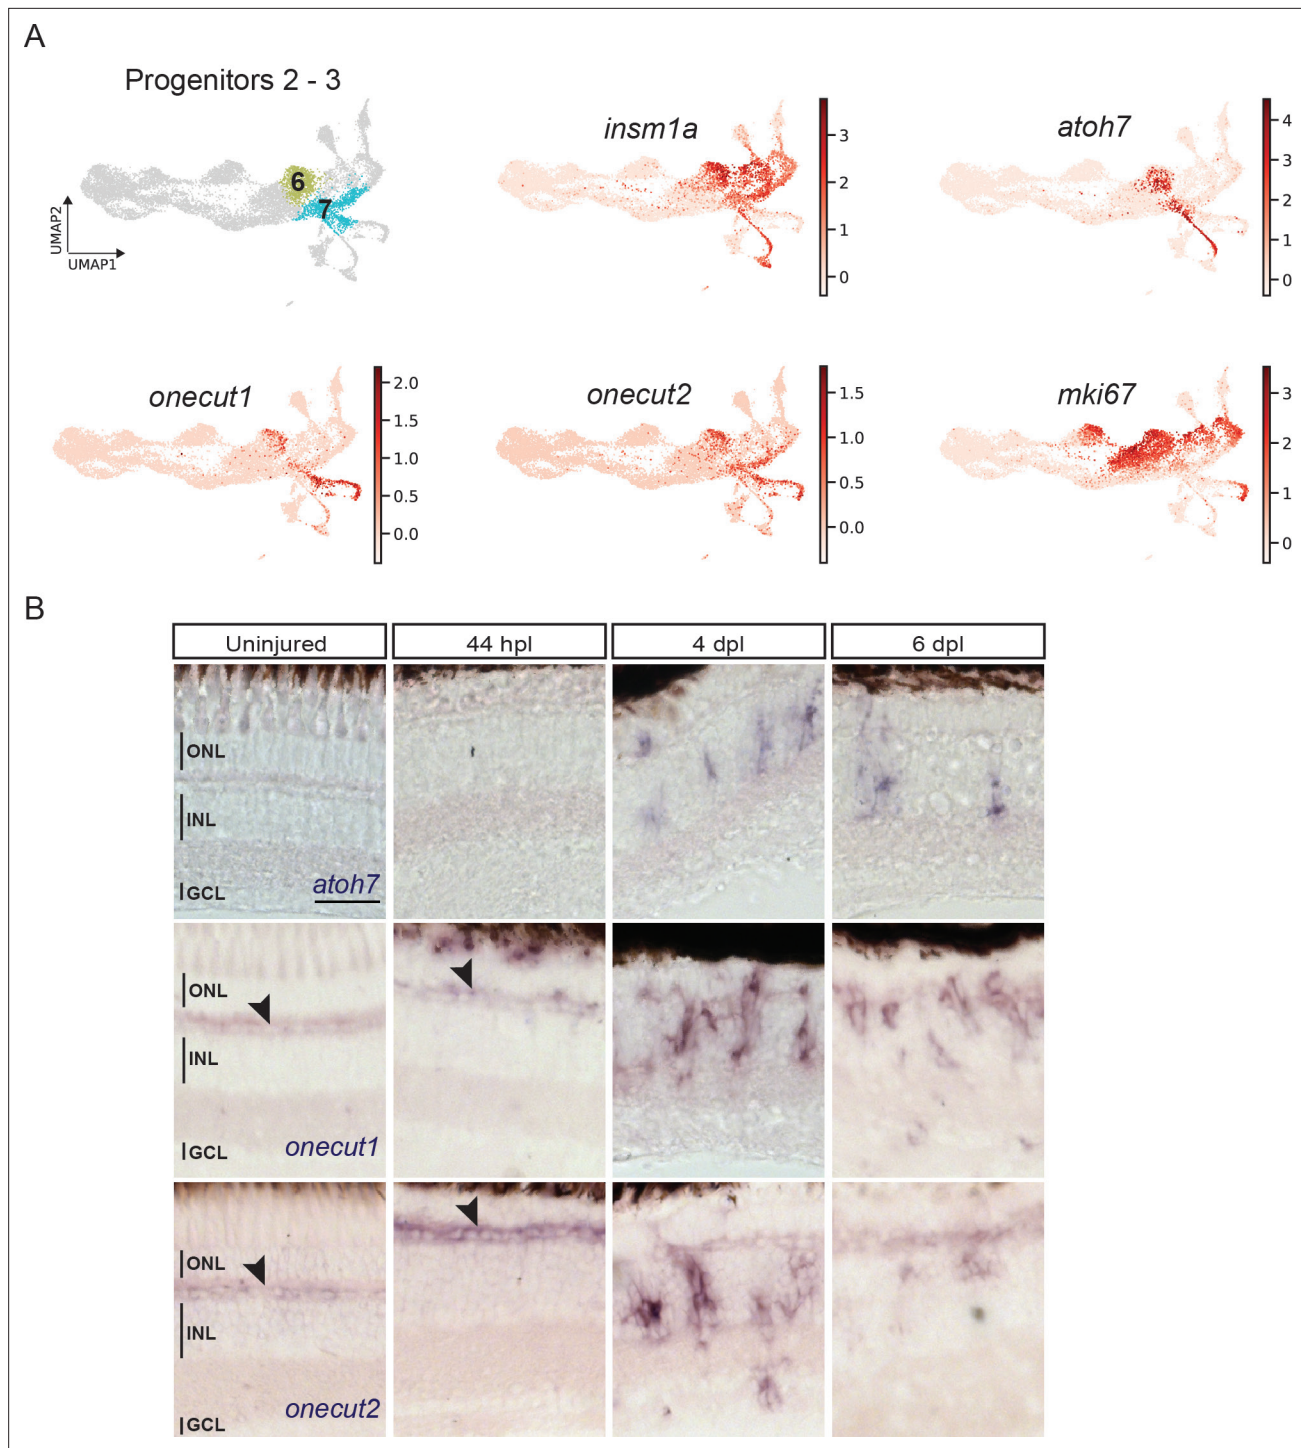 A
Progenitors 2 - 3
6
7
UMAP2
UMAP1
insm1a
3
2
1
0
atoh7
4
3
2
1
0
onecut1
2.0
1.5
1.0
0.5
0.0
onecut2
1.5
1.0
0.5
0.0
mki67
3
2
1
0
B
Uninjured
44 hpl
4 dpl
6 dpl
ONL
INL
GCL
atoh7
ONL
INL
GCL
onecut1
ONL
INL
GCL
onecut2